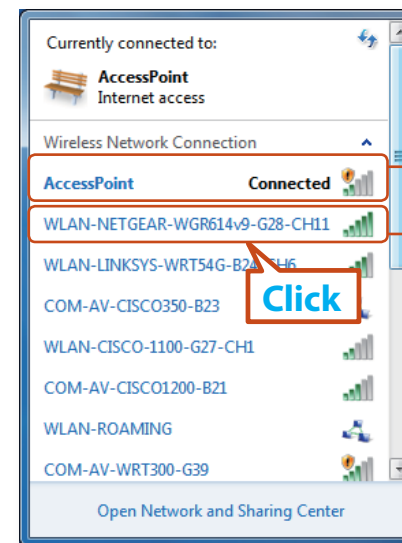 Currently connected to:
AccessPoint
Internet access
Wireless Network Connection
AccessPoint Connected
WLAN-NETGEAR-WGR614v9-G28-CH11
WLAN-LINKSYS-WRT54G-B24-CH6
Click
COM-AV-CISCO350-B23
WLAN-CISCO-1100-G27-CH1
COM-AV-CISCO1200-B21
WLAN-ROAMING
COM-AV-WRT300-G39
Open Network and Sharing Center